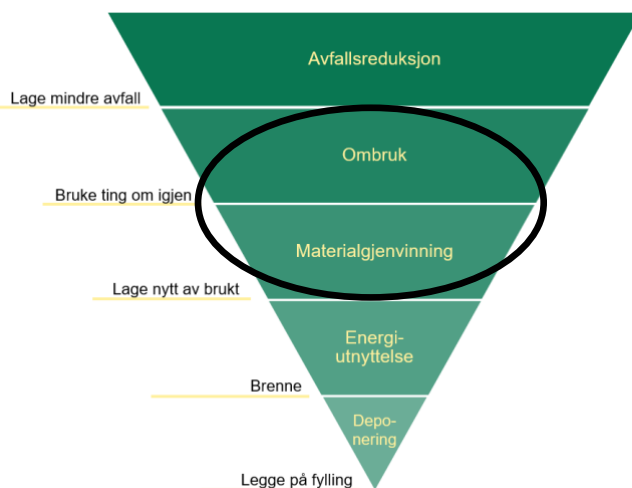 Avfallsreduksjon
Lage mindre avfall
Ombruk
Bruke ting om igjen
Materialgjenvinning
Lage nytt av brukt
Energi-
utnyttelse
Brenne
Depo-
nering
Legge på fylling